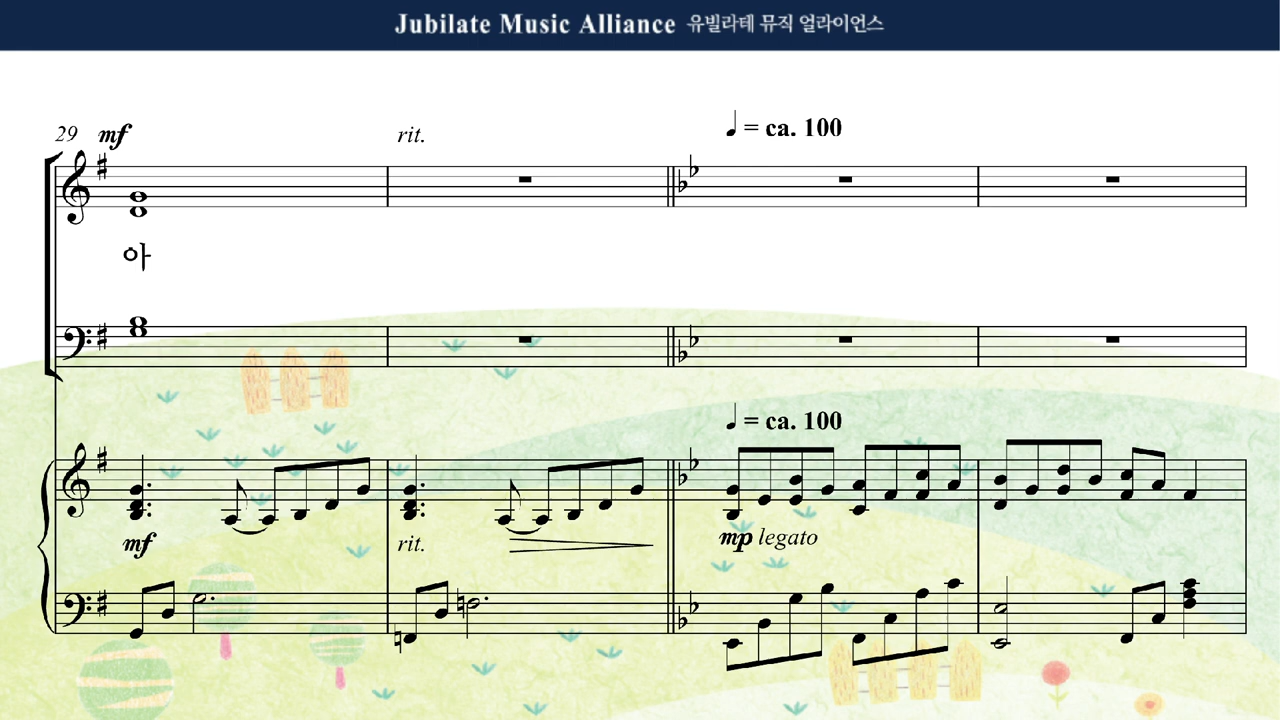 Jubilate Music Alliance 유빌라테 뮤직 얼라이언스
29 mf rit. ♩ = ca. 100
아
♩ = ca. 100
mf rit. mp legato